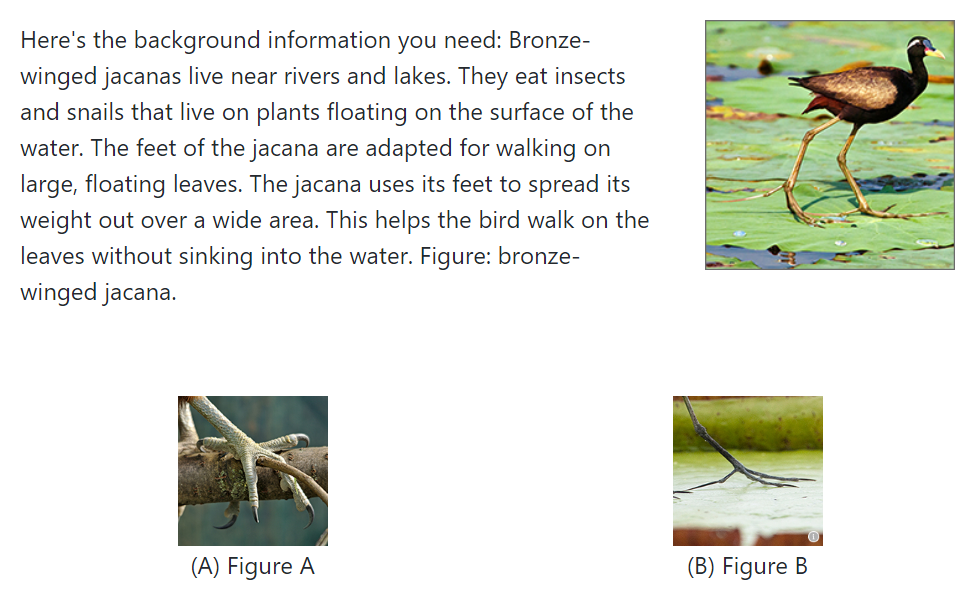 Here's the background information you need: Bronze-
winged jacanas live near rivers and lakes. They eat insects
and snails that live on plants floating on the surface of the
water. The feet of the jacana are adapted for walking on
large, floating leaves. The jacana uses its feet to spread its
weight out over a wide area. This helps the bird walk on the
leaves without sinking into the water. Figure: bronze-
winged jacana.
(A) Figure A
(B) Figure B